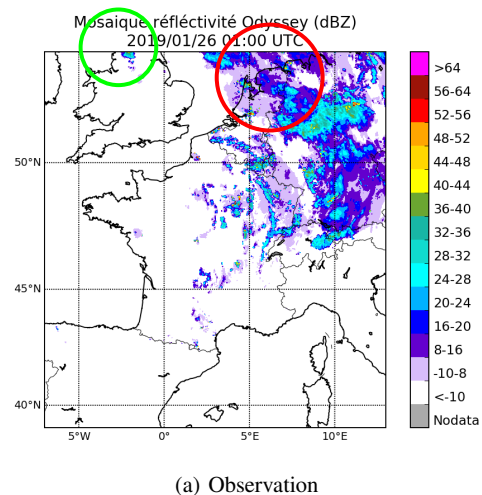 Mosaique réfléctivité Odyssey (dBZ)
2019/01/26 01:00 UTC
50°N
45°N
40°N
5°W
0°
5°E
10°E
>64
56-64
52-56
48-52
44-48
40-44
36-40
32-36
28-32
24-28
20-24
16-20
8-16
-10-8
<-10
Nodata
(a) Observation